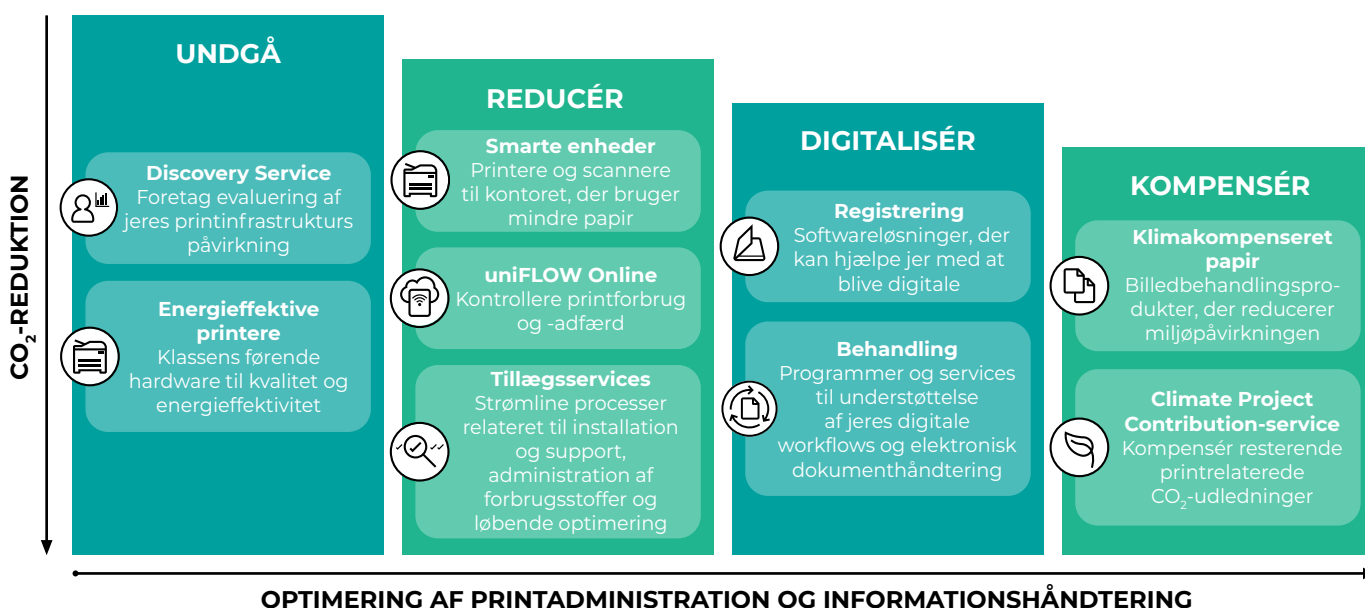 CO₂-REDUKTION
UNDGÅ
Discovery Service
Foretag evaluering af
jeres printinfrastrukturs
påvirkning
Energieffektive
printere
Klassens førende
hardware til kvalitet og
energieffektivitet
REDUCÉR
Smarte enheder
Printere og scannere
til kontoret, der bruger
mindre papir
uniFLOW Online
Kontrollere printforbrug
og -adfærd
Tillægsservices
Strømline processer
relateret til installation
og support,
administration af
forbrugsstoffer og
løbende optimering
DIGITALISÉR
Registrering
Softwareløsninger, der
kan hjælpe jer med at
blive digitale
Behandling
Programmer og services
til understøttelse
af jeres digitale
workflows og elektronisk
dokumenthåndtering
KOMPENSÉR
Klimakompenseret
papir
Billedbehandlingspro-
dukter, der reducerer
miljøpåvirkningen
Climate Project
Contribution-service
Kompensér resterende
printrelaterede
CO₂-udledninger
OPTIMERING AF PRINTADMINISTRATION OG INFORMATIONSHÅNDTERING